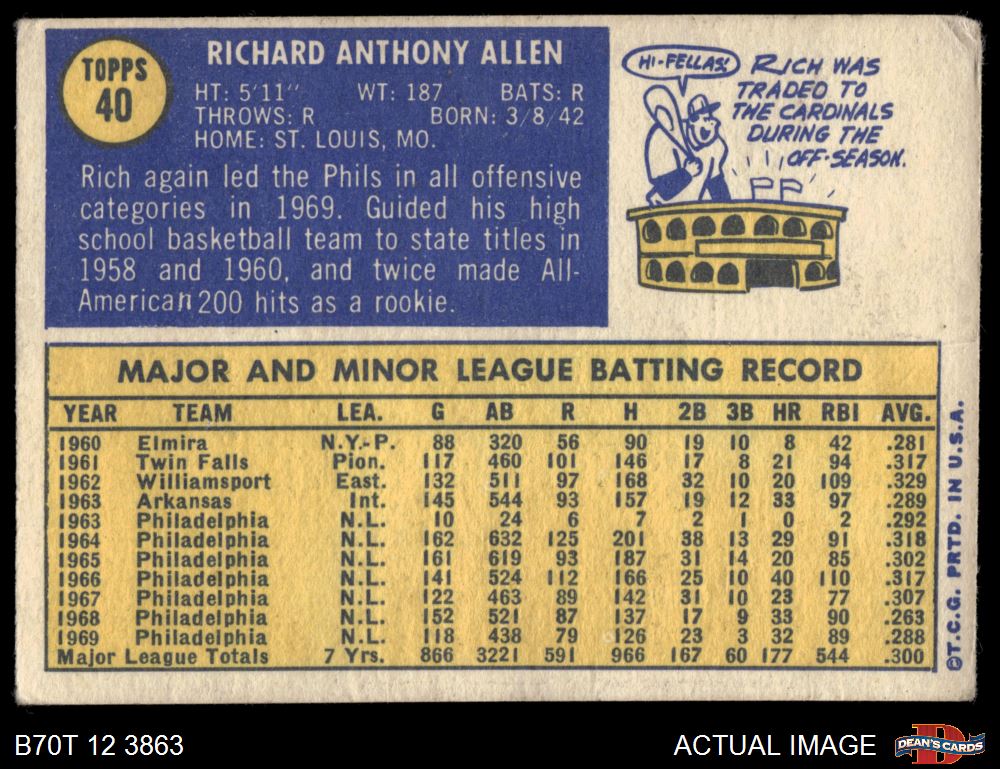 TOPPS
40
RICHARD ANTHONY ALLEN
HT: 5'11" WT: 187 BATS: R
THROWS: R BORN: 3/8/42
HOME: ST. LOUIS, MO.
Rich again led the Phils in all offensive
categories in 1969. Guided his high
school basketball team to state titles in
1958 and 1960, and twice made All-
American 200 hits as a rookie.
HI-FELLAS!
RICH WAS
TRADED TO
THE CARDINALS
DURING THE
OFF-SEASON.
MAJOR AND MINOR LEAGUE BATTING RECORD
YEAR TEAM LEA. G AB R H 2B 3B HR RBI AVG.
1960 Elmira N.Y.-P. 88 320 56 90 19 10 8 42 .281
1961 Twin Falls Pion. 117 460 101 146 17 8 21 94 .317
1962 Williamsport East. 132 511 97 168 32 10 20 109 .329
1963 Arkansas Int. 145 544 93 157 19 12 33 97 .289
1963 Philadelphia N.L. 10 24 6 7 2 1 0 2 .292
1964 Philadelphia N.L. 162 632 125 201 38 13 29 91 .318
1965 Philadelphia N.L. 161 619 93 187 31 14 20 85 .302
1966 Philadelphia N.L. 141 524 112 166 25 10 40 110 .317
1967 Philadelphia N.L. 122 463 89 142 31 10 23 77 .307
1968 Philadelphia N.L. 152 521 87 137 17 9 33 90 .263
1969 Philadelphia N.L. 118 438 79 126 23 3 32 89 .288
Major League Totals 7 Yrs. 866 3221 591 966 167 60 177 544 .300
©T.C.G. PRTD. IN U.S.A.
B70T 12 3863
ACTUAL IMAGE
D
DEAN'S CARDS